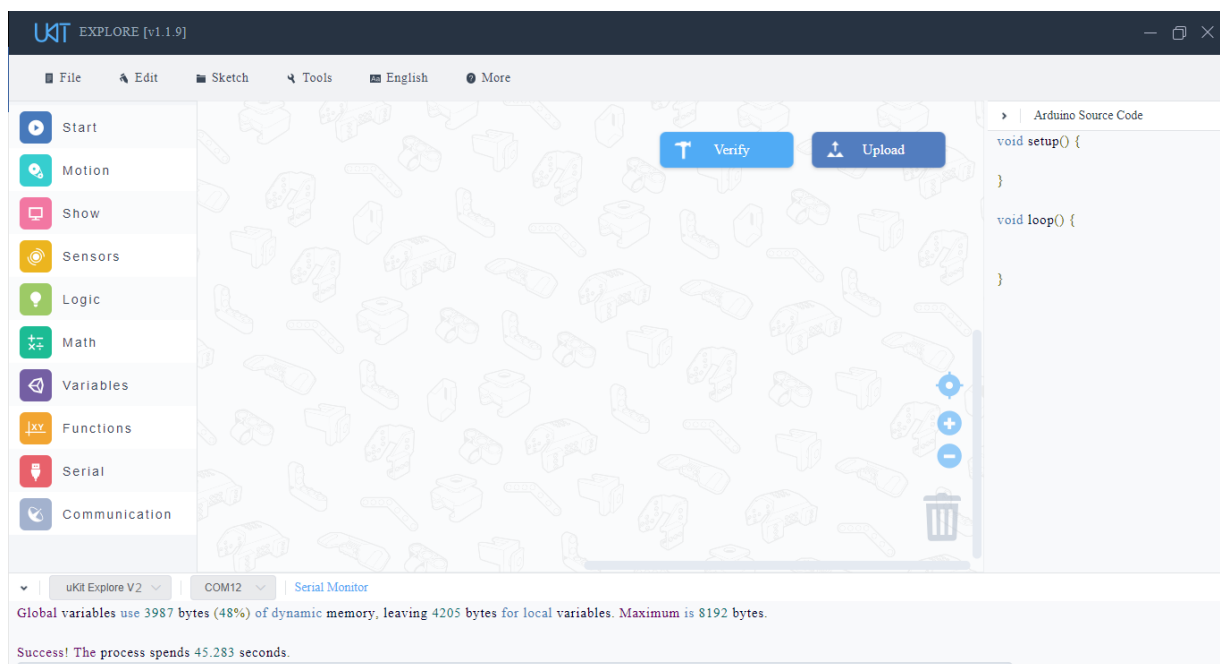 UKIT EXPLORE [v1.1.9]
File Edit Sketch Tools English More
Start
Motion
Show
Sensors
Logic
Math
Variables
Functions
Serial
Communication
Verify Upload
Arduino Source Code
void setup() {
}
void loop() {
}
uKit Explore V2 COM12 Serial Monitor
Global variables use 3987 bytes (48%) of dynamic memory, leaving 4205 bytes for local variables. Maximum is 8192 bytes.
Success! The process spends 45.283 seconds.